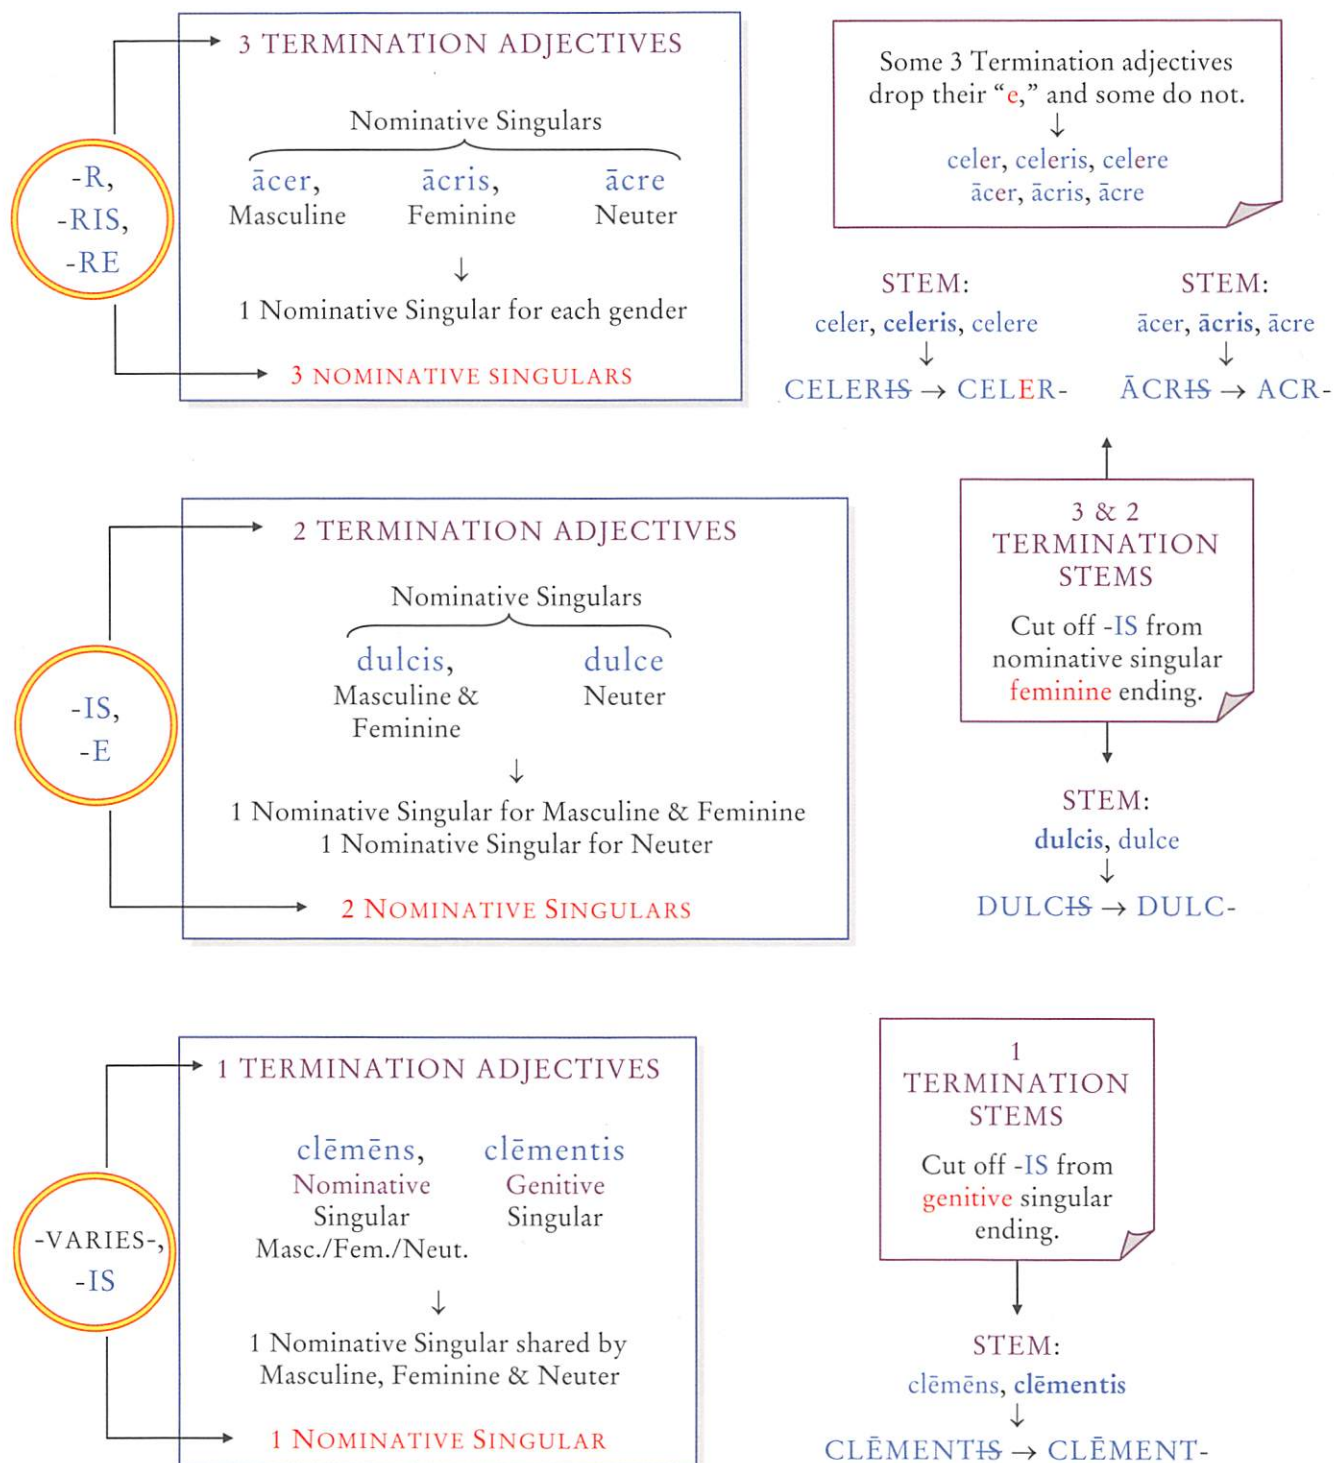 3 TERMINATION ADJECTIVES
Nominative Singulars
ācer, ācris, ācre
Masculine Feminine Neuter
↓
1 Nominative Singular for each gender
3 NOMINATIVE SINGULARS
-R,
-RIS,
-RE
Some 3 Termination adjectives
drop their “e,” and some do not.
↓
celer, celeris, celere
ācer, ācris, ācre
STEM:
celer, celeris, celere
↓
CELERIS → CELER-
STEM:
ācer, ācris, ācre
↓
ĀCRIS → ACR-
2 TERMINATION ADJECTIVES
Nominative Singulars
dulcis, dulce
Masculine & Neuter
Feminine
↓
1 Nominative Singular for Masculine & Feminine
1 Nominative Singular for Neuter
2 NOMINATIVE SINGULARS
-IS,
-E
3 & 2
TERMINATION
STEMS
Cut off -IS from
nominative singular
feminine ending.
STEM:
dulcis, dulce
↓
DULCIS → DULC-
1 TERMINATION ADJECTIVES
clēmēns, clēmentis
Nominative Genitive
Singular Singular
Masc./Fem./Neut.
↓
1 Nominative Singular shared by
Masculine, Feminine & Neuter
1 NOMINATIVE SINGULAR
-VARIES-,
-IS
1
TERMINATION
STEMS
Cut off -IS from
genitive singular
ending.
STEM:
clēmēns, clēmentis
↓
CLĒMENTIS → CLĒMENT-